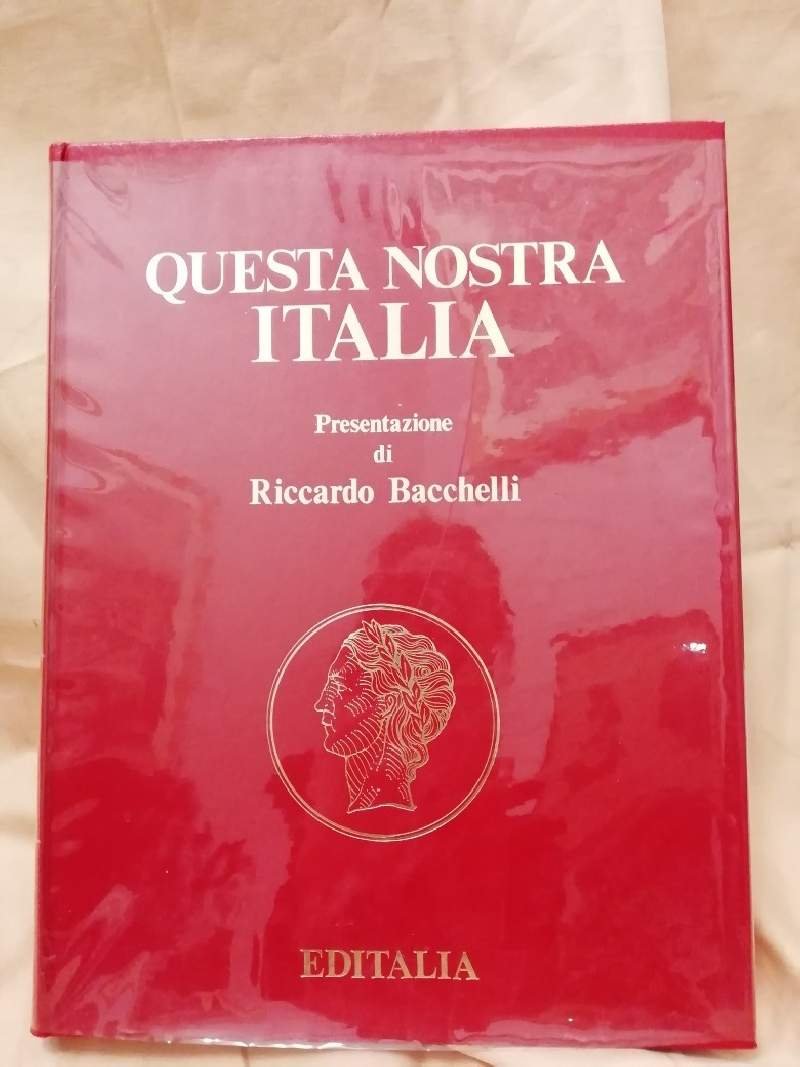 QUESTA NOSTRA
ITALIA
Presentazione
di
Riccardo Bacchelli
EDITALIA